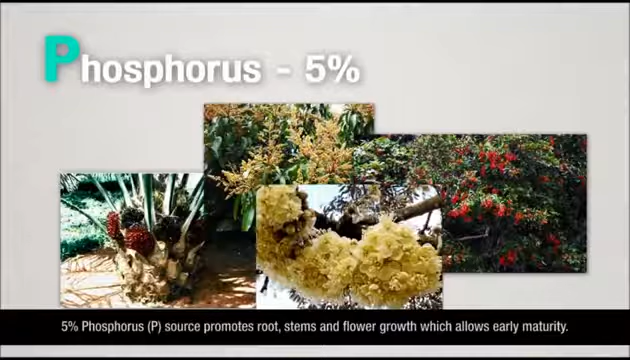 Phosphorus - 5%
5% Phosphorus (P) source promotes root, stems and flower growth which allows early maturity.